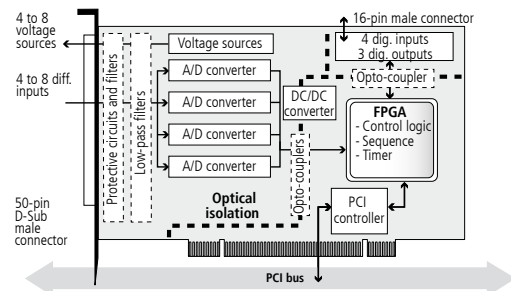 4 to 8
voltage
sources
4 to 8 diff.
inputs
50-pin
D-Sub
male
connector
Protective circuits and filters
Low-pass filters
Voltage sources
A/D converter
A/D converter
A/D converter
A/D converter
Optical
isolation
Opto-couplers
DC/DC
converter
16-pin male connector
4 dig. inputs
3 dig. outputs
Opto-coupler
FPGA
- Control logic
- Sequence
- Timer
PCI
controller
PCI bus